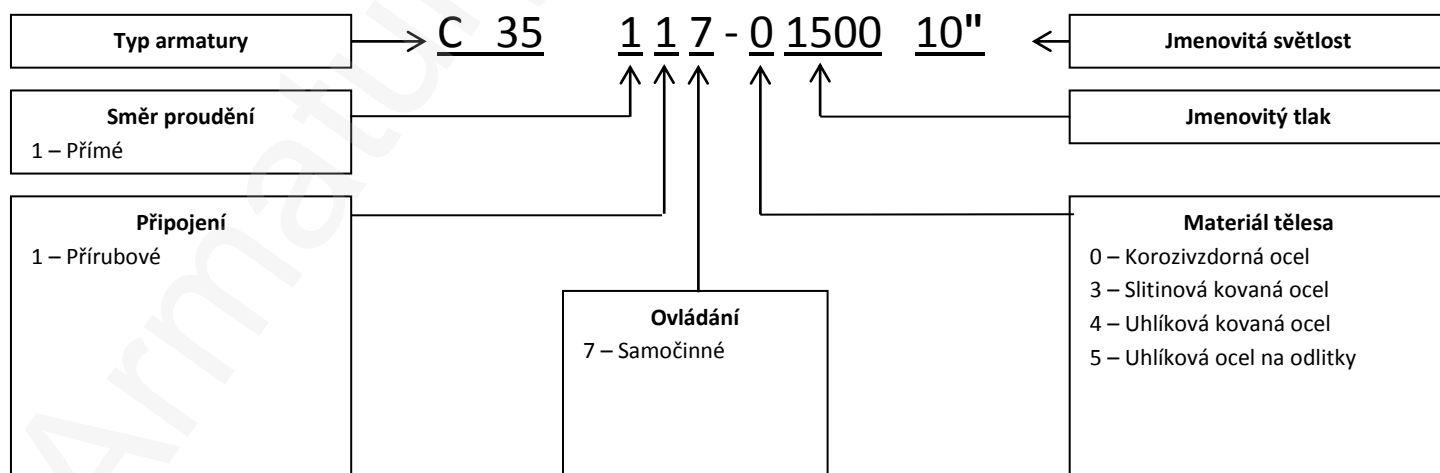 Typ armatury
C 35 1 1 7 - 0 1500 10"
Jmenovitá světlost
Směr proudění
1 – Přímé
Jmenovitý tlak
Připojení
1 – Přírubové
Ovládání
7 – Samočinné
Materiál tělesa
0 – Korozivzdorná ocel
3 – Slitinová kovaná ocel
4 – Uhlíková kovaná ocel
5 – Uhlíková ocel na odlitky